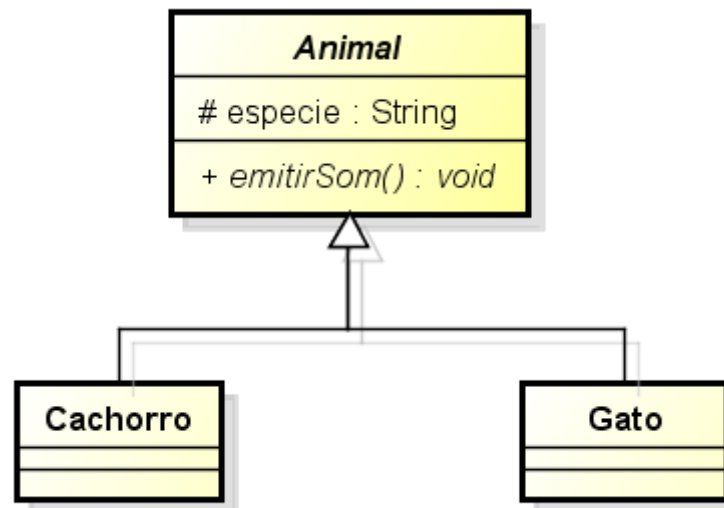 Animal
# especie : String
+ emitirSom() : void
Cachorro
Gato